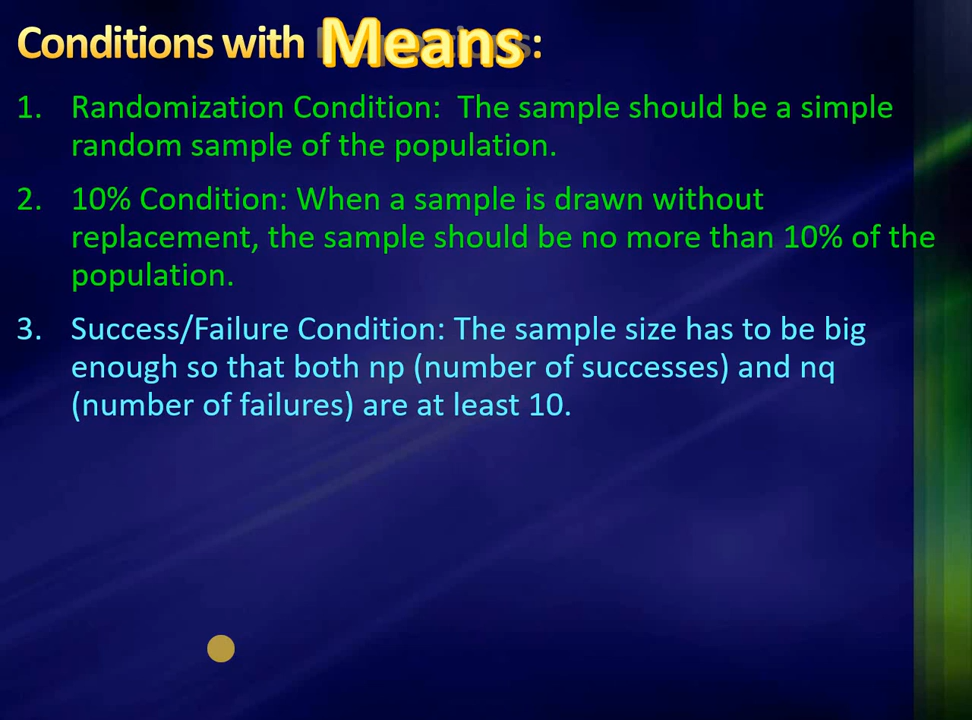 Conditions with Means:
1. Randomization Condition: The sample should be a simple
random sample of the population.
2. 10% Condition: When a sample is drawn without
replacement, the sample should be no more than 10% of the
population.
3. Success/Failure Condition: The sample size has to be big
enough so that both np (number of successes) and nq
(number of failures) are at least 10.